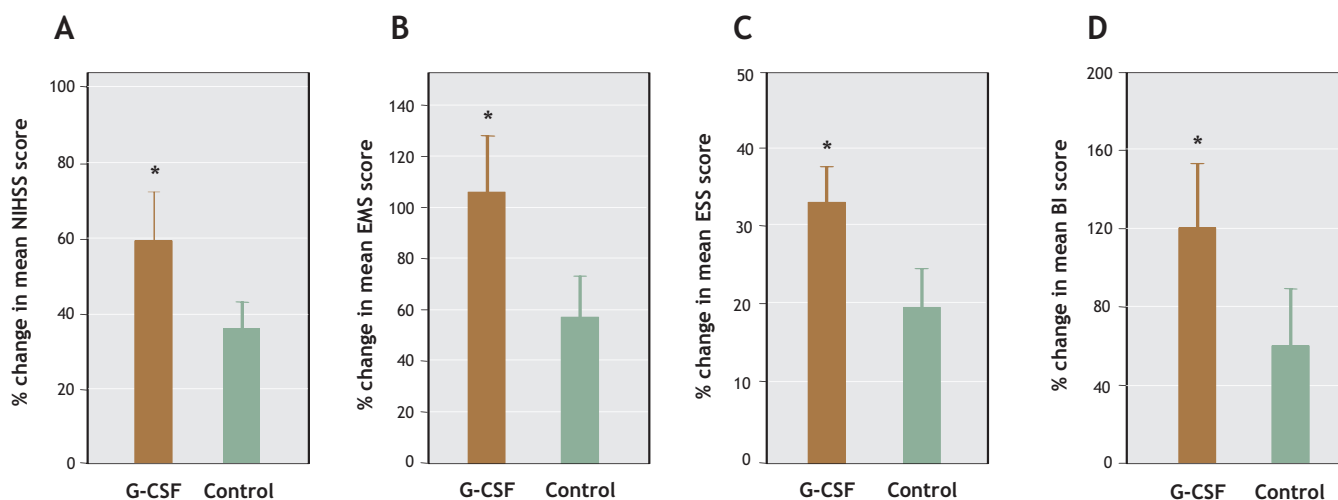 A
% change in mean NIHSS score
100
80
60
40
20
0
*
G-CSF Control
B
% change in mean EMS score
140
120
100
80
60
40
20
0
*
G-CSF Control
C
% change in mean ESS score
50
40
30
20
10
0
*
G-CSF Control
D
% change in mean BI score
200
160
120
80
40
0
*
G-CSF Control